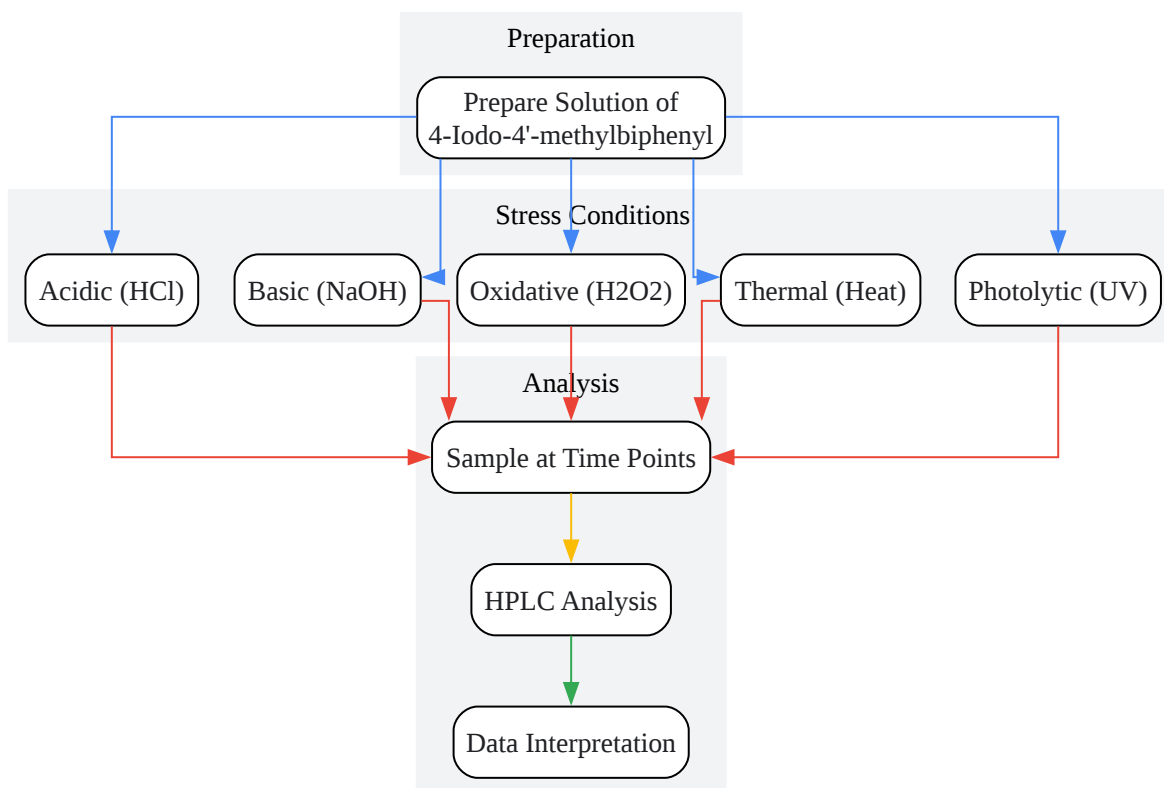 Preparation
Prepare Solution of
4-Iodo-4'-methylbiphenyl
Stress Conditions
Acidic (HCl)
Basic (NaOH)
Oxidative (H2O2)
Thermal (Heat)
Photolytic (UV)
Analysis
Sample at Time Points
HPLC Analysis
Data Interpretation